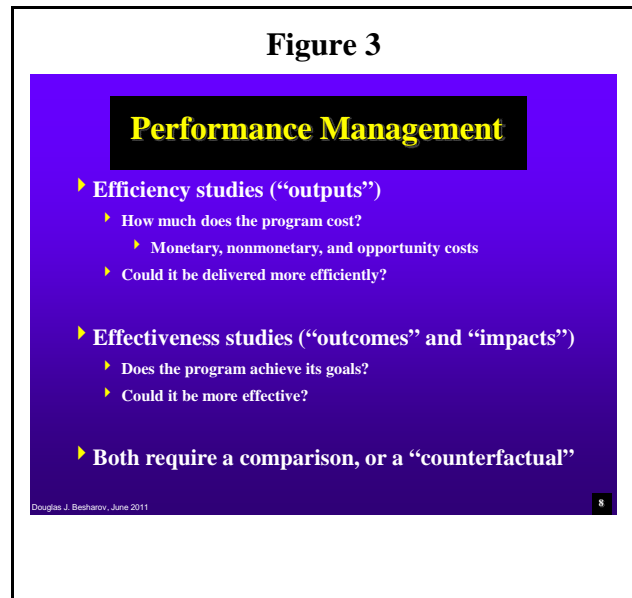 Figure 3
Performance Management
Efficiency studies (“outputs”)
How much does the program cost?
Monetary, nonmonetary, and opportunity costs
Could it be delivered more efficiently?
Effectiveness studies (“outcomes” and “impacts”)
Does the program achieve its goals?
Could it be more effective?
Both require a comparison, or a “counterfactual”
Douglas J. Besharov, June 2011
8